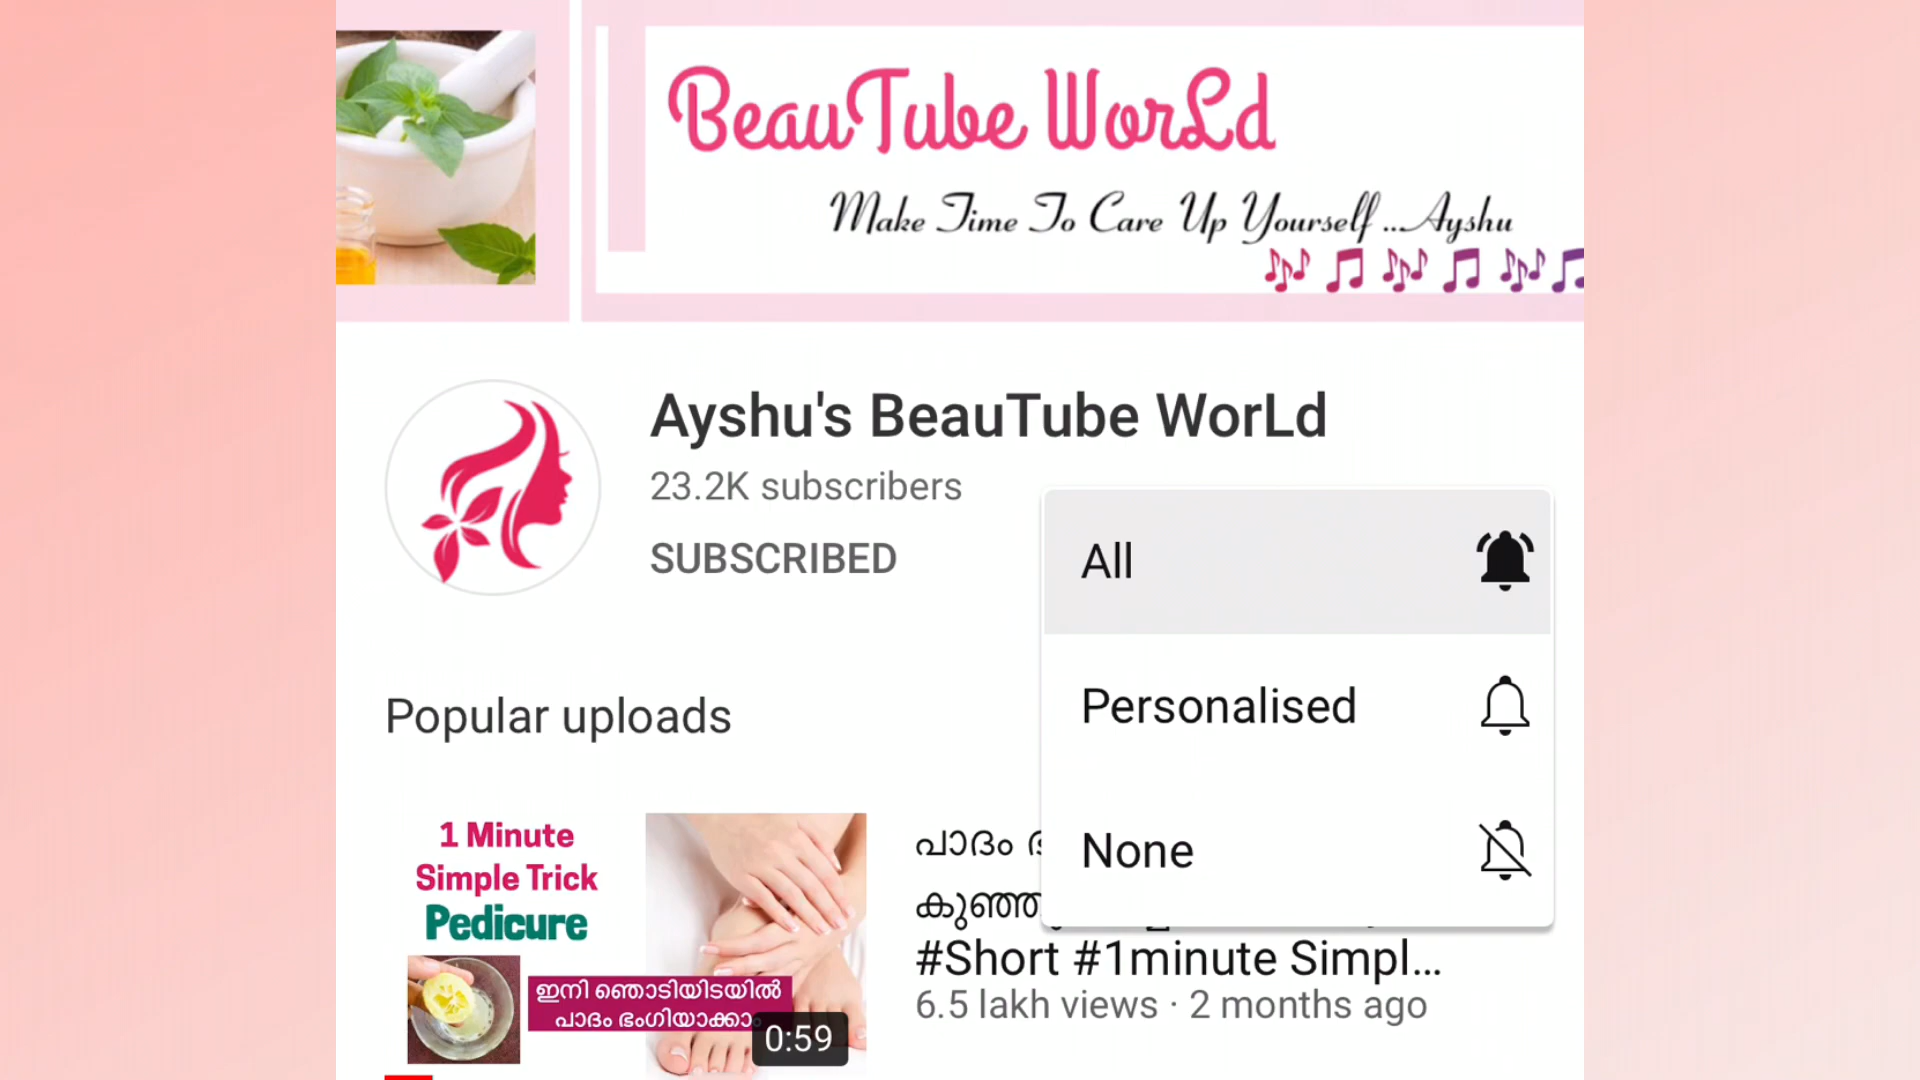 BeauTube WorLd
Make Time To Care Up Yourself ...Ayshu
Ayshu's BeauTube WorLd
23.2K subscribers
SUBSCRIBED
All
Personalised
None
Popular uploads
1 Minute
Simple Trick
Pedicure
ഇനി ഞൊടിയിടയിൽ
പാദം ഭംഗിയാക്കാം
0:59
പാദം
#Short #1minute Simpl...
6.5 lakh views · 2 months ago